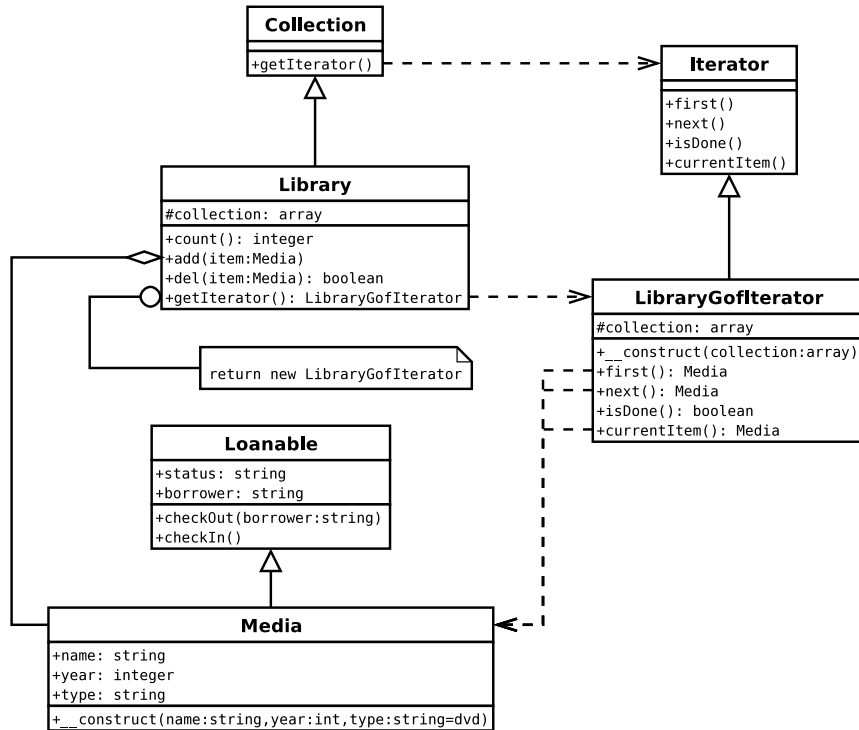 Collection
+getIterator()
Iterator
+first()
+next()
+isDone()
+currentItem()
Library
#collection: array
+count(): integer
+add(item:Media)
+del(item:Media): boolean
+getIterator(): LibraryGofIterator
LibraryGofIterator
#collection: array
+__construct(collection:array)
+first(): Media
+next(): Media
+isDone(): boolean
+currentItem(): Media
return new LibraryGofIterator
Loanable
+status: string
+borrower: string
+checkOut(borrower:string)
+checkIn()
Media
+name: string
+year: integer
+type: string
+__construct(name:string,year:int,type:string=dvd)